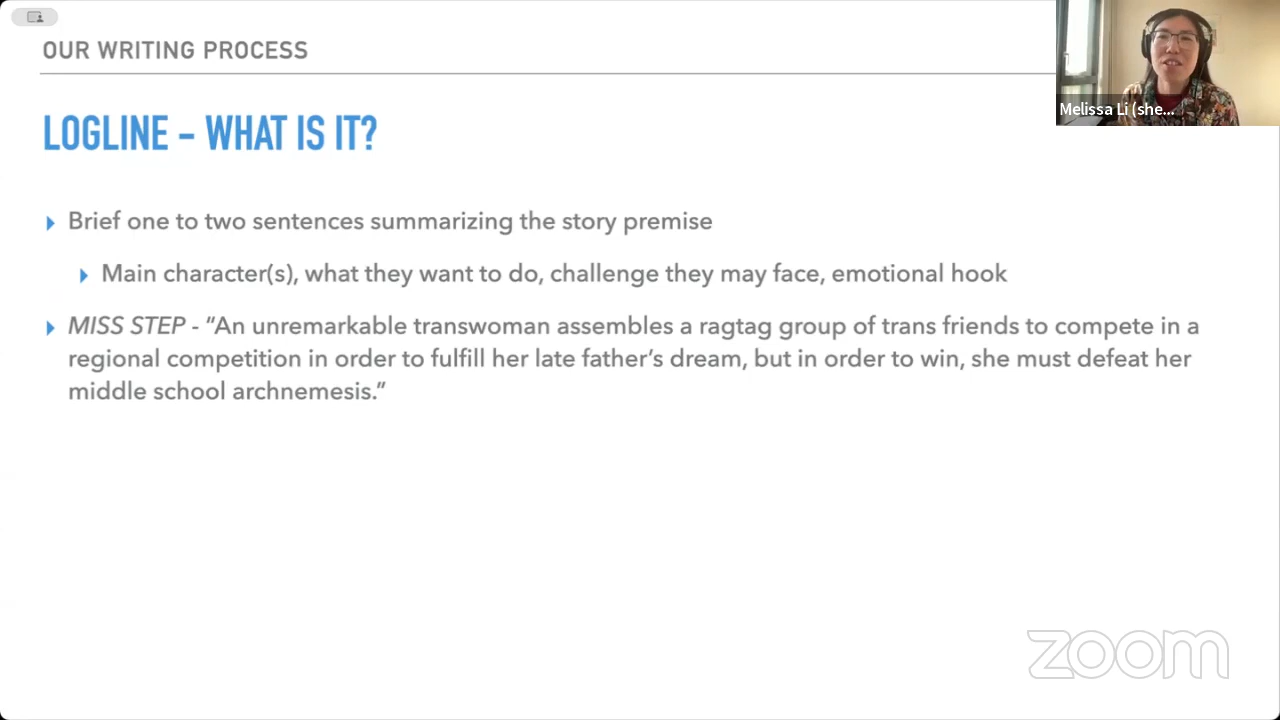 OUR WRITING PROCESS
Melissa Li (she...
LOGLINE - WHAT IS IT?
Brief one to two sentences summarizing the story premise
Main character(s), what they want to do, challenge they may face, emotional hook
MISS STEP - “An unremarkable transwoman assembles a ragtag group of trans friends to compete in a
regional competition in order to fulfill her late father’s dream, but in order to win, she must defeat her
middle school archnemesis.”
zoom